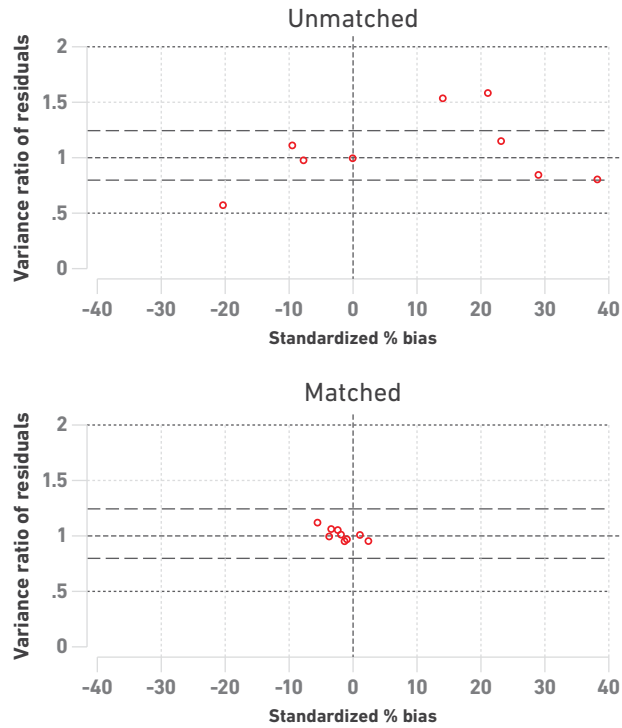 Unmatched
Variance ratio of residuals
2
1.5
1
.5
0
-40 -30 -20 -10 0 10 20 30 40
Standardized % bias
Matched
Variance ratio of residuals
2
1.5
1
.5
0
-40 -30 -20 -10 0 10 20 30 40
Standardized % bias